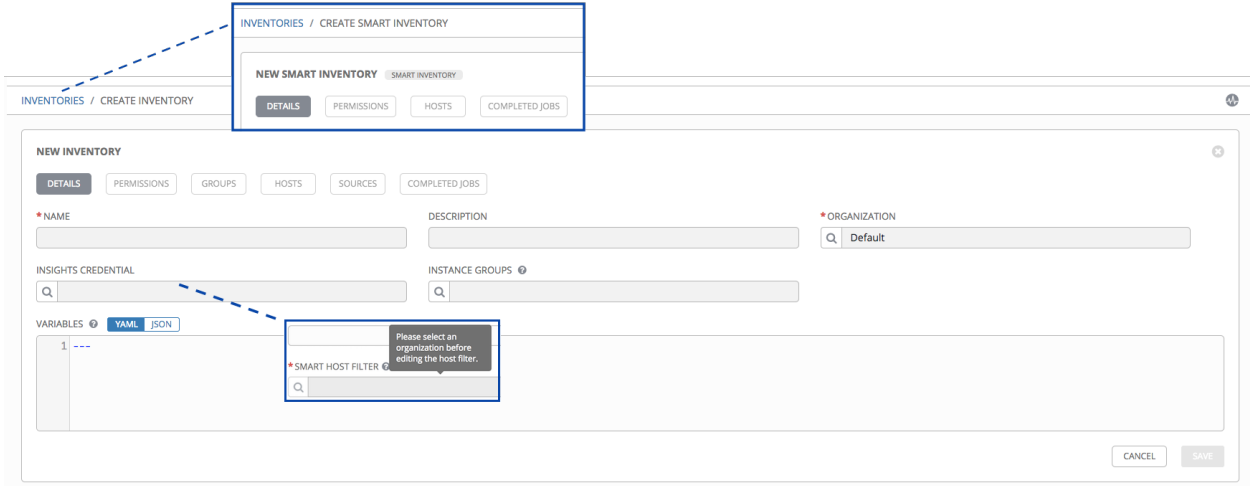 INVENTORIES / CREATE SMART INVENTORY
NEW SMART INVENTORY SMART INVENTORY
DETAILS PERMISSIONS HOSTS COMPLETED JOBS
INVENTORIES / CREATE INVENTORY
NEW INVENTORY
DETAILS PERMISSIONS GROUPS HOSTS SOURCES COMPLETED JOBS
* NAME DESCRIPTION * ORGANIZATION
Default
INSIGHTS CREDENTIAL INSTANCE GROUPS ?
VARIABLES ? YAML JSON
1 ---
Please select an
organization before
editing the host filter.
* SMART HOST FILTER ?
CANCEL SAVE